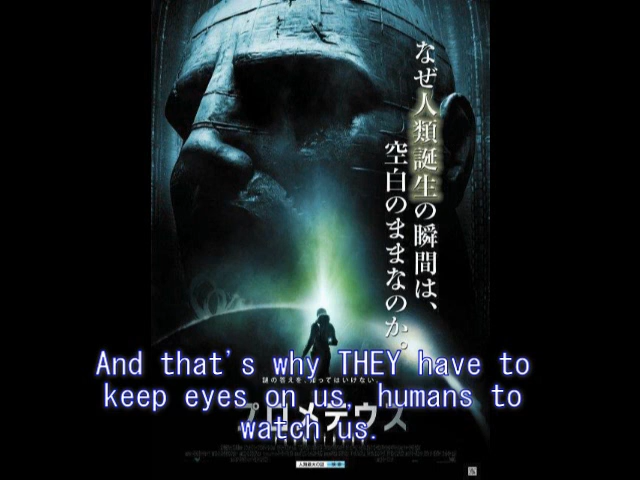 なぜ人類誕生の瞬間は、
空白のままなのか。
And that's why THEY have to
keep eyes on us, humans to
watch us.
プロメテウス